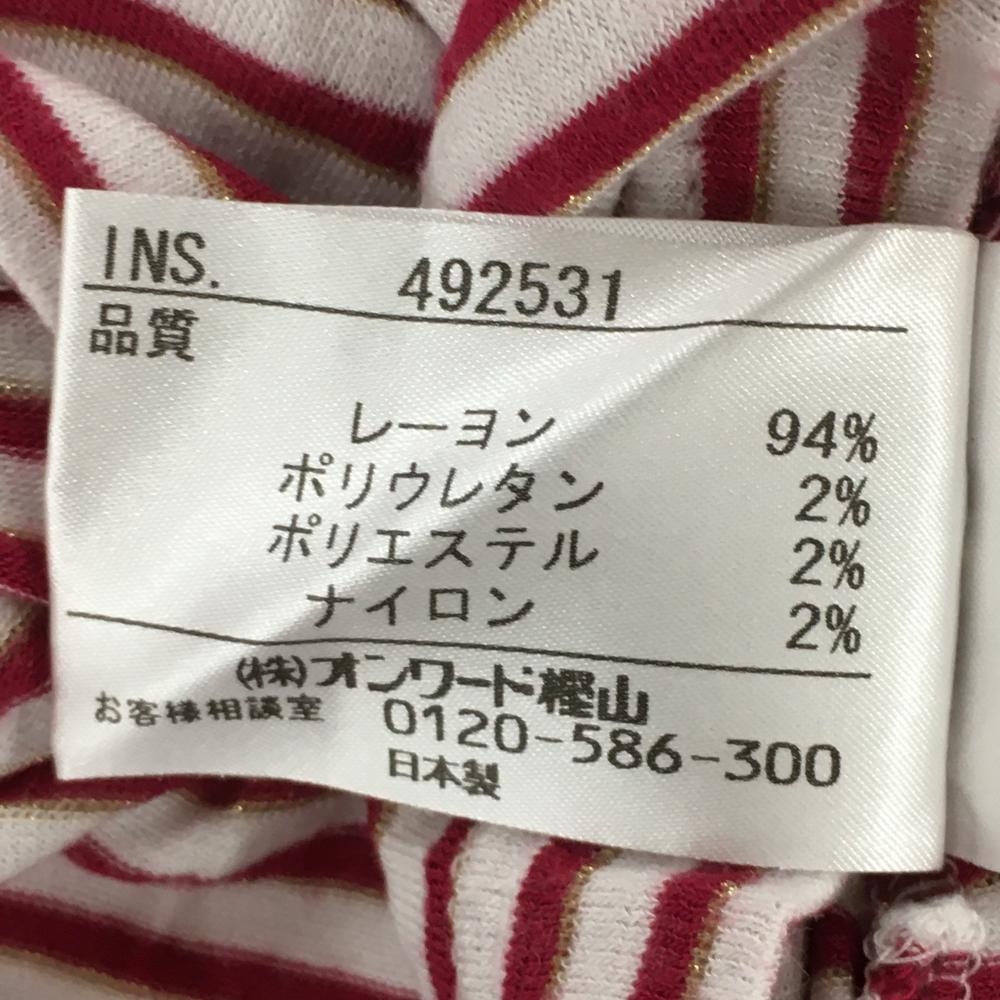 INS. 492531
品質
レーヨン 94%
ポリウレタン 2%
ポリエステル 2%
ナイロン 2%
(株)オンワード樫山
お客様相談室 0120-586-300
日本製